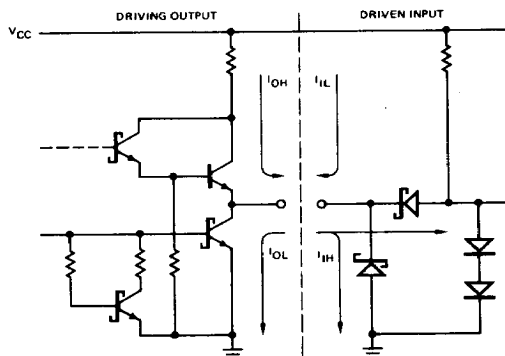 DRIVING OUTPUT
DRIVEN INPUT
VCC
IOH
IIL
IOL
IIH